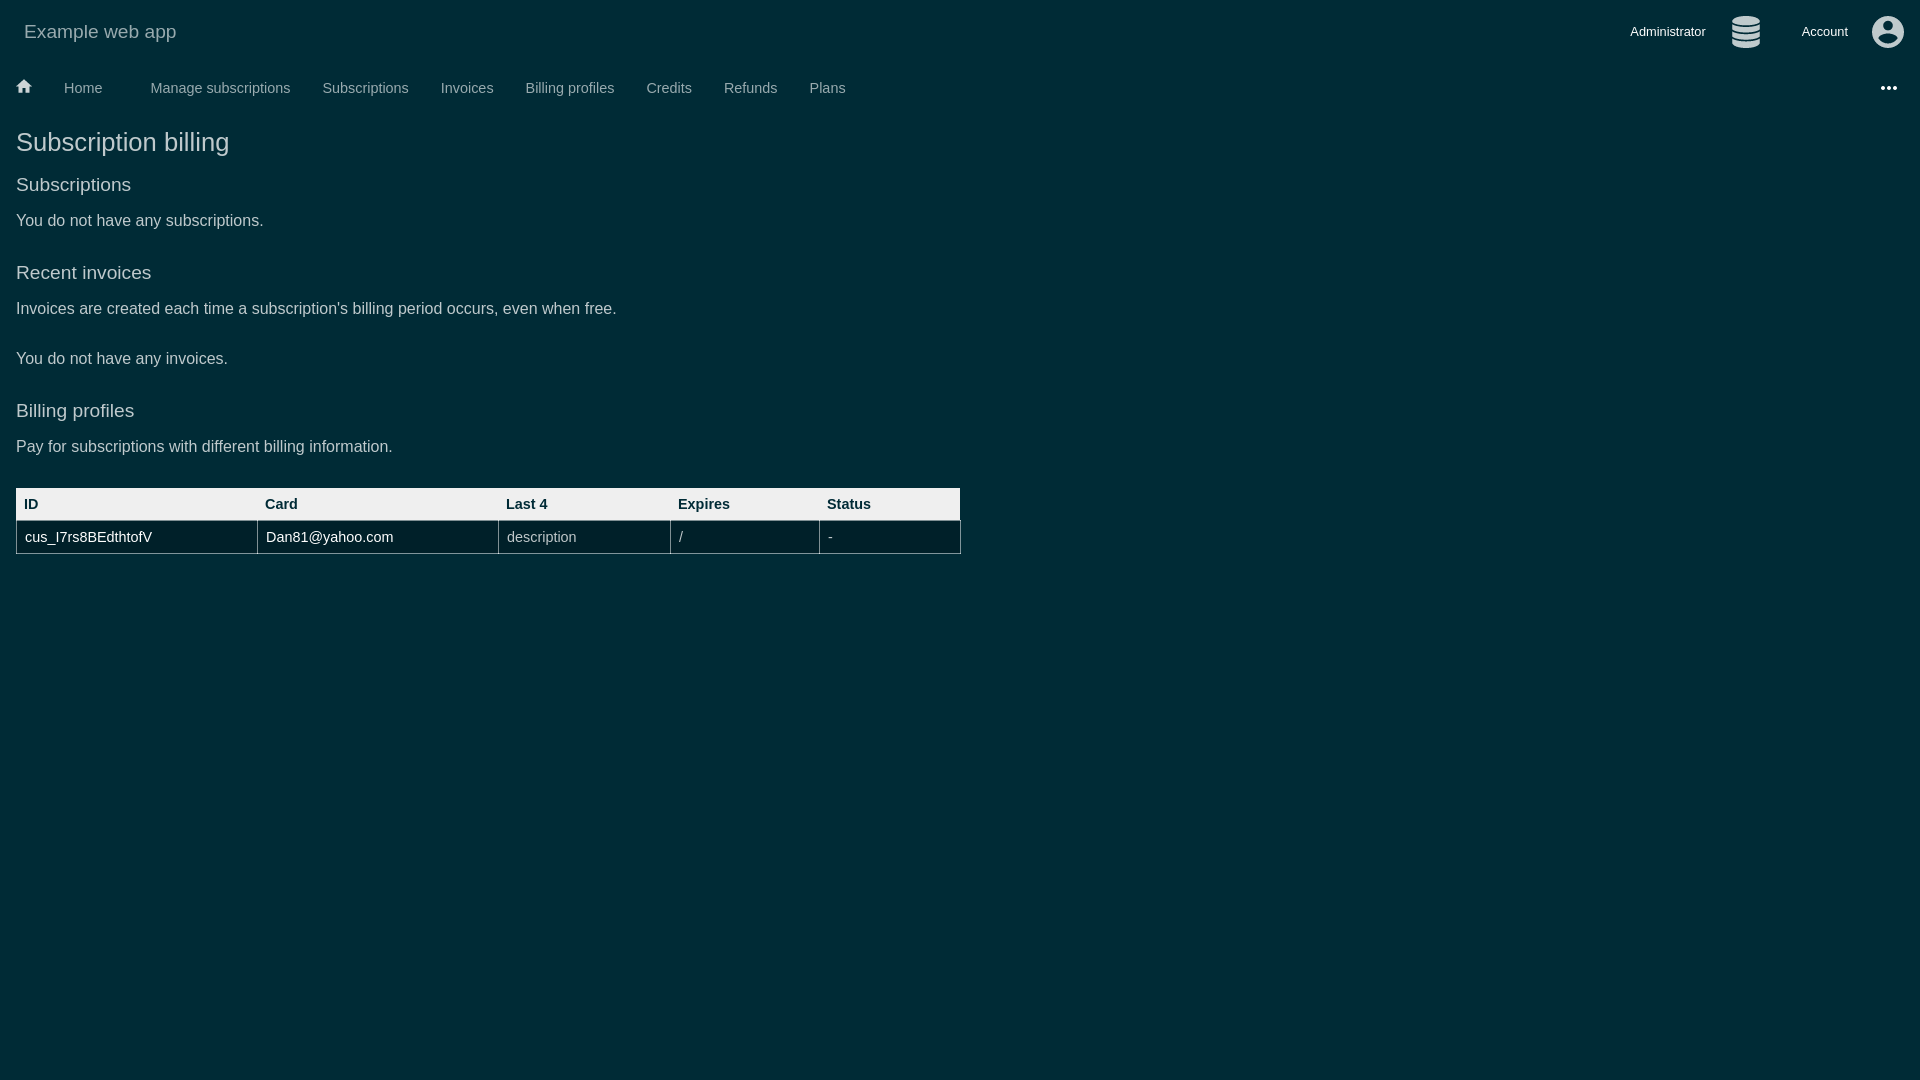 Example web app
Administrator
Account
Home
Manage subscriptions
Subscriptions
Invoices
Billing profiles
Credits
Refunds
Plans
Subscription billing
Subscriptions
You do not have any subscriptions.
Recent invoices
Invoices are created each time a subscription's billing period occurs, even when free.
You do not have any invoices.
Billing profiles
Pay for subscriptions with different billing information.
ID Card Last 4 Expires Status
cus_I7rs8BEdthtofV Dan81@yahoo.com description / -